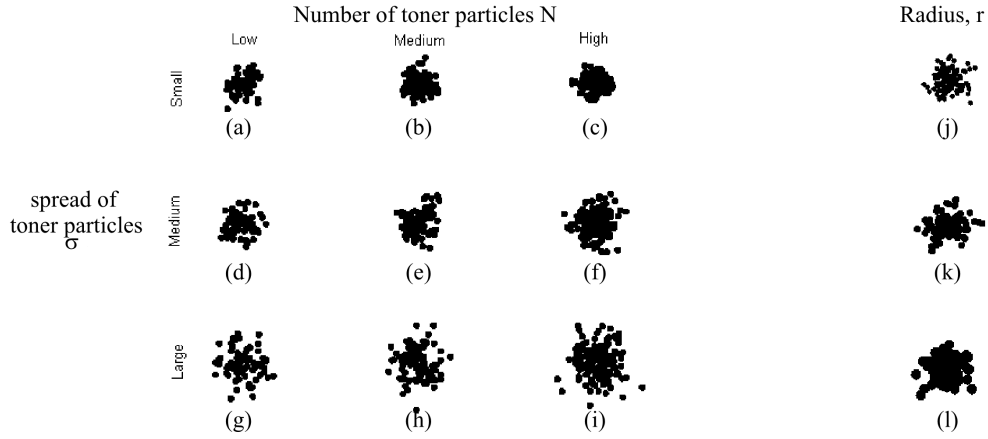 Number of toner particles N
Radius, r
Low
Medium
High
Small
(a)
(b)
(c)
(j)
spread of
toner particles
σ
Medium
(d)
(e)
(f)
(k)
Large
(g)
(h)
(i)
(l)